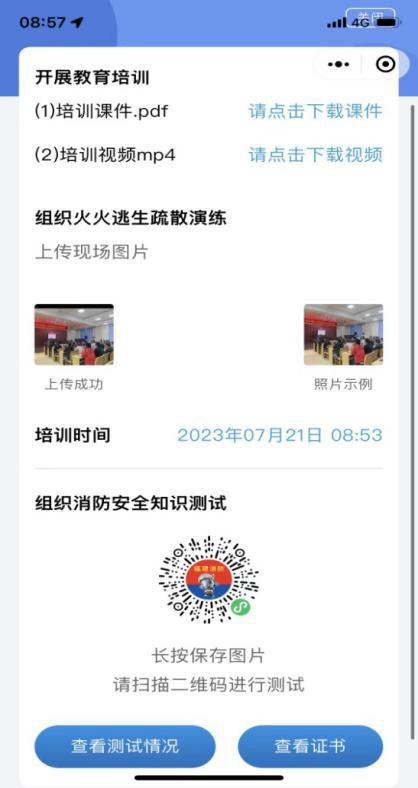 08:57
关闭
4G
开展教育培训
(1)培训课件.pdf 请点击下载课件
(2)培训视频mp4 请点击下载视频
组织火火逃生疏散演练
上传现场图片
上传成功 照片示例
培训时间 2023年07月21日 08:53
组织消防安全知识测试
福建消防
长按保存图片
请扫描二维码进行测试
查看测试情况 查看证书